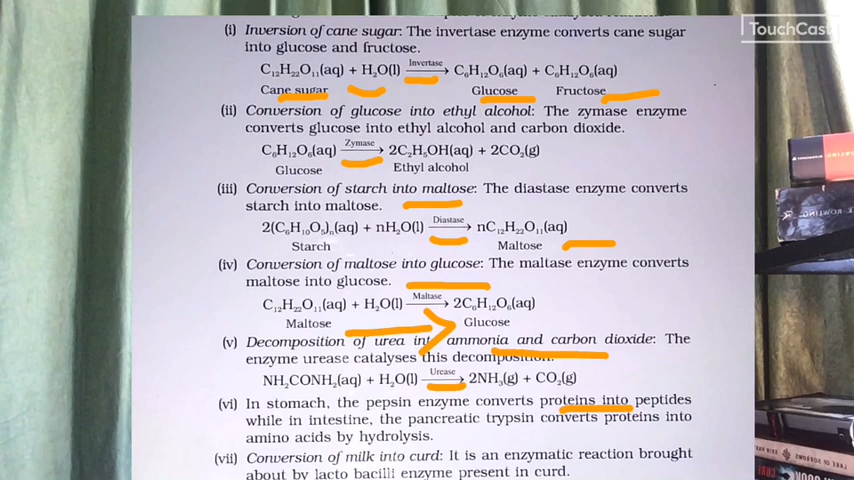 TouchCast
(i) Inversion of cane sugar: The invertase enzyme converts cane sugar
into glucose and fructose.
Invertase
C₁₂H₂₂O₁₁(aq) + H₂O(l) ⟶ C₆H₁₂O₆(aq) + C₆H₁₂O₆(aq)
Cane sugar Glucose Fructose
(ii) Conversion of glucose into ethyl alcohol: The zymase enzyme
converts glucose into ethyl alcohol and carbon dioxide.
Zymase
C₆H₁₂O₆(aq) ⟶ 2C₂H₅OH(aq) + 2CO₂(g)
Glucose Ethyl alcohol
(iii) Conversion of starch into maltose: The diastase enzyme converts
starch into maltose.
Diastase
2(C₆H₁₀O₅)ₙ(aq) + nH₂O(l) ⟶ nC₁₂H₂₂O₁₁(aq)
Starch Maltose
(iv) Conversion of maltose into glucose: The maltase enzyme converts
maltose into glucose.
Maltase
C₁₂H₂₂O₁₁(aq) + H₂O(l) ⟶ 2C₆H₁₂O₆(aq)
Maltose Glucose
(v) Decomposition of urea into ammonia and carbon dioxide: The
enzyme urease catalyses this decomposition.
Urease
NH₂CONH₂(aq) + H₂O(l) ⟶ 2NH₃(g) + CO₂(g)
(vi) In stomach, the pepsin enzyme converts proteins into peptides
while in intestine, the pancreatic trypsin converts proteins into
amino acids by hydrolysis.
(vii) Conversion of milk into curd: It is an enzymatic reaction brought
about by lacto bacilli enzyme present in curd.